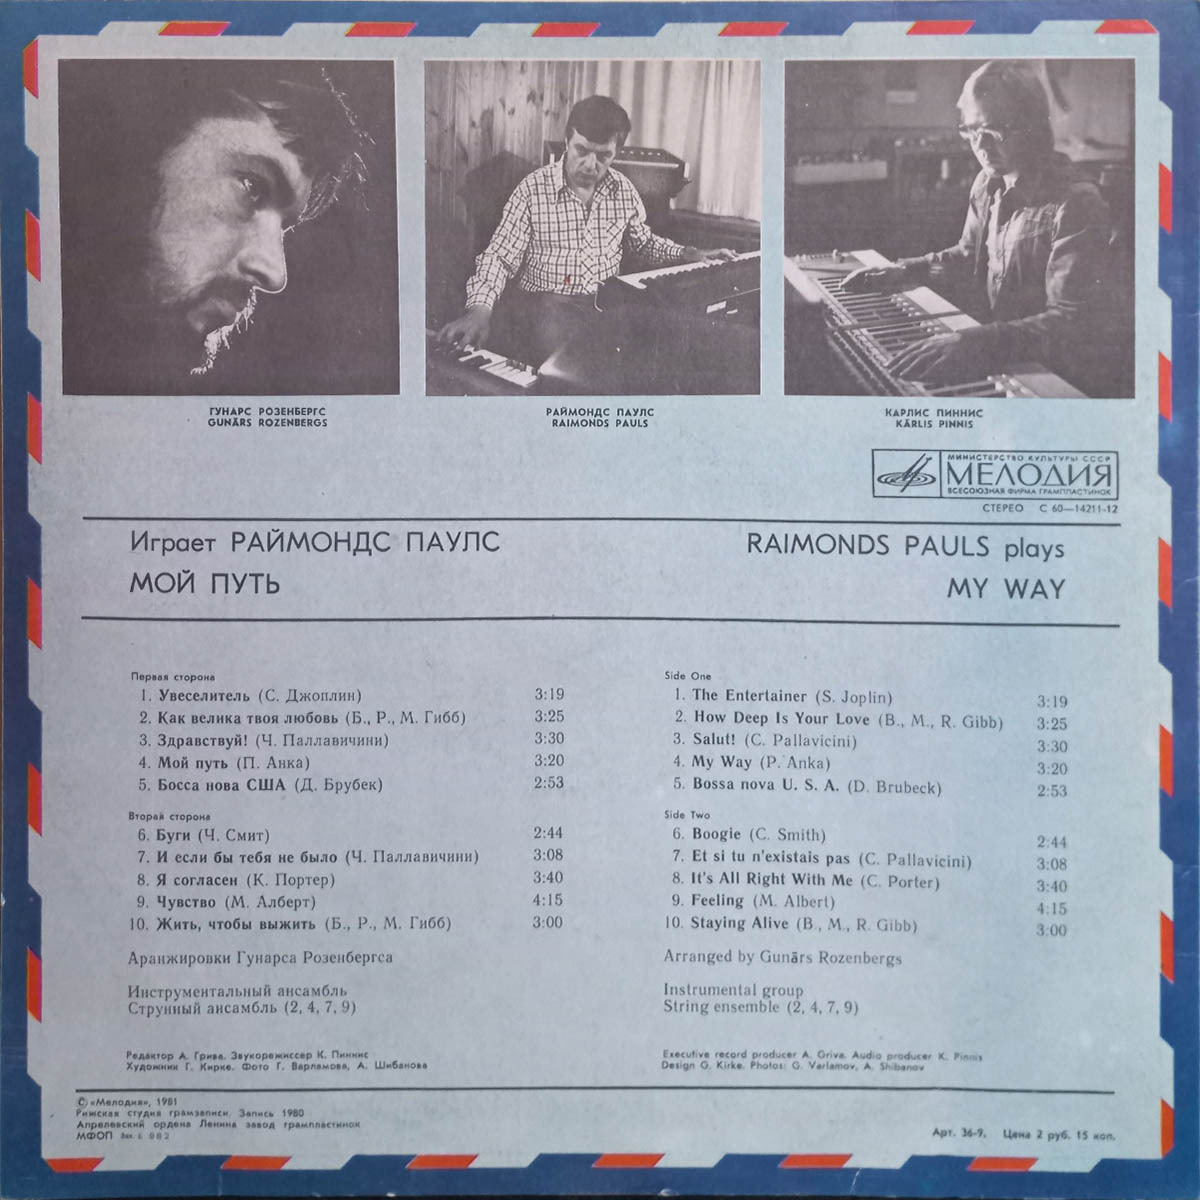 ГУНАРС РОЗЕНБЕРГС
GUNĀRS ROZENBERGS
РАЙМОНДС ПАУЛС
RAIMONDS PAULS
КАРЛИС ПИННИС
KĀRLIS PINNIS
МИНИСТЕРСТВО КУЛЬТУРЫ СССР
МЕЛОДИЯ
ВСЕСОЮЗНАЯ ФИРМА ГРАМПЛАСТИНОК
СТЕРЕО С 60—14211-12
Играет РАЙМОНДС ПАУЛС
МОЙ ПУТЬ
RAIMONDS PAULS plays
MY WAY
Первая сторона
1. Увеселитель (С. Джоплин) 3:19
2. Как велика твоя любовь (Б., Р., М. Гибб) 3:25
3. Здравствуй! (Ч. Паллавичини) 3:30
4. Мой путь (П. Анка) 3:20
5. Босса нова США (Д. Брубек) 2:53
Вторая сторона
6. Буги (Ч. Смит) 2:44
7. И если бы тебя не было (Ч. Паллавичини) 3:08
8. Я согласен (К. Портер) 3:40
9. Чувство (М. Алберт) 4:15
10. Жить, чтобы выжить (Б., Р., М. Гибб) 3:00
Аранжировки Гунарса Розенбергса
Инструментальный ансамбль
Струнный ансамбль (2, 4, 7, 9)
Редактор А. Грива. Звукорежиссер К. Пиннис
Художник Г. Кирке. Фото Г. Варламова, А. Шибанова
Side One
1. The Entertainer (S. Joplin) 3:19
2. How Deep Is Your Love (B., M., R. Gibb) 3:25
3. Salut! (C. Pallavicini) 3:30
4. My Way (P. Anka) 3:20
5. Bossa nova U. S. A. (D. Brubeck) 2:53
Side Two
6. Boogie (C. Smith) 2:44
7. Et si tu n'existais pas (C. Pallavicini) 3:08
8. It's All Right With Me (C. Porter) 3:40
9. Feeling (M. Albert) 4:15
10. Staying Alive (B., M., R. Gibb) 3:00
Arranged by Gunārs Rozenbergs
Instrumental group
String ensemble (2, 4, 7, 9)
Executive record producer A. Griva. Audio producer K. Pinnis
Design G. Kirke. Photos: G. Varlamov, A. Shibanov
© «Мелодия», 1981
Рижская студия грамзаписи. Запись 1980
Апрелевский ордена Ленина завод грампластинок
МФОП Зак. 982
Арт. 36-9. Цена 2 руб. 15 коп.